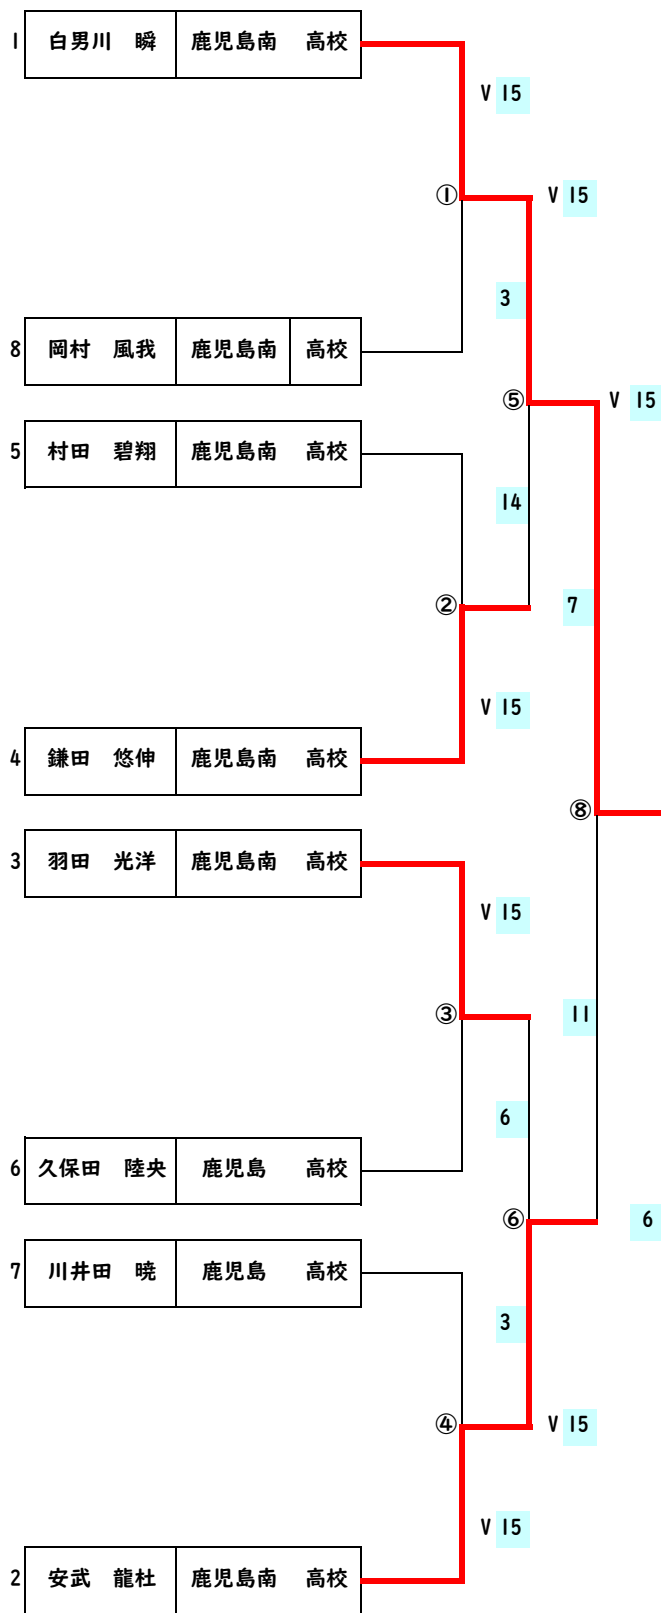 1 白男川 瞬 鹿児島南 高校
V 15
① V 15
3
8 岡村 風我 鹿児島南 高校
⑤ V 15
5 村田 碧翔 鹿児島南 高校
14
② 7
V 15
4 鎌田 悠伸 鹿児島南 高校
⑧
3 羽田 光洋 鹿児島南 高校
V 15
③ 11
6
6 久保田 陸央 鹿児島 高校
⑥ 6
7 川井田 暁 鹿児島 高校
3
④ V 15
V 15
2 安武 龍杜 鹿児島南 高校